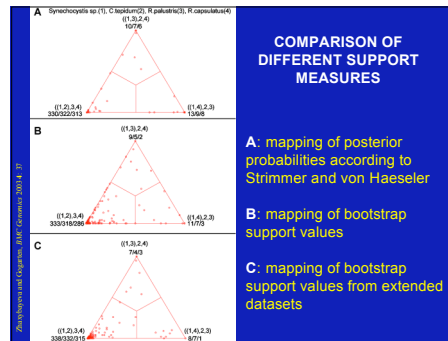 A Synechocystis sp.(1), C.tepidum(2), R.palustris(3), R.capsulatus(4)
((1,3),2,4)
10/7/6
((1,2),3,4)
330/322/313
((1,4),2,3)
13/9/8
B
((1,3),2,4)
9/5/2
((1,2),3,4)
333/318/286
((1,4),2,3)
11/7/3
C
((1,3),2,4)
7/4/3
((1,2),3,4)
338/332/315
((1,4),2,3)
8/7/1
Zhaxybayeva and Gogarten, BMC Genomics 2003 4: 37
COMPARISON OF
DIFFERENT SUPPORT
MEASURES
A: mapping of posterior
probabilities according to
Strimmer and von Haeseler
B: mapping of bootstrap
support values
C: mapping of bootstrap
support values from extended
datasets